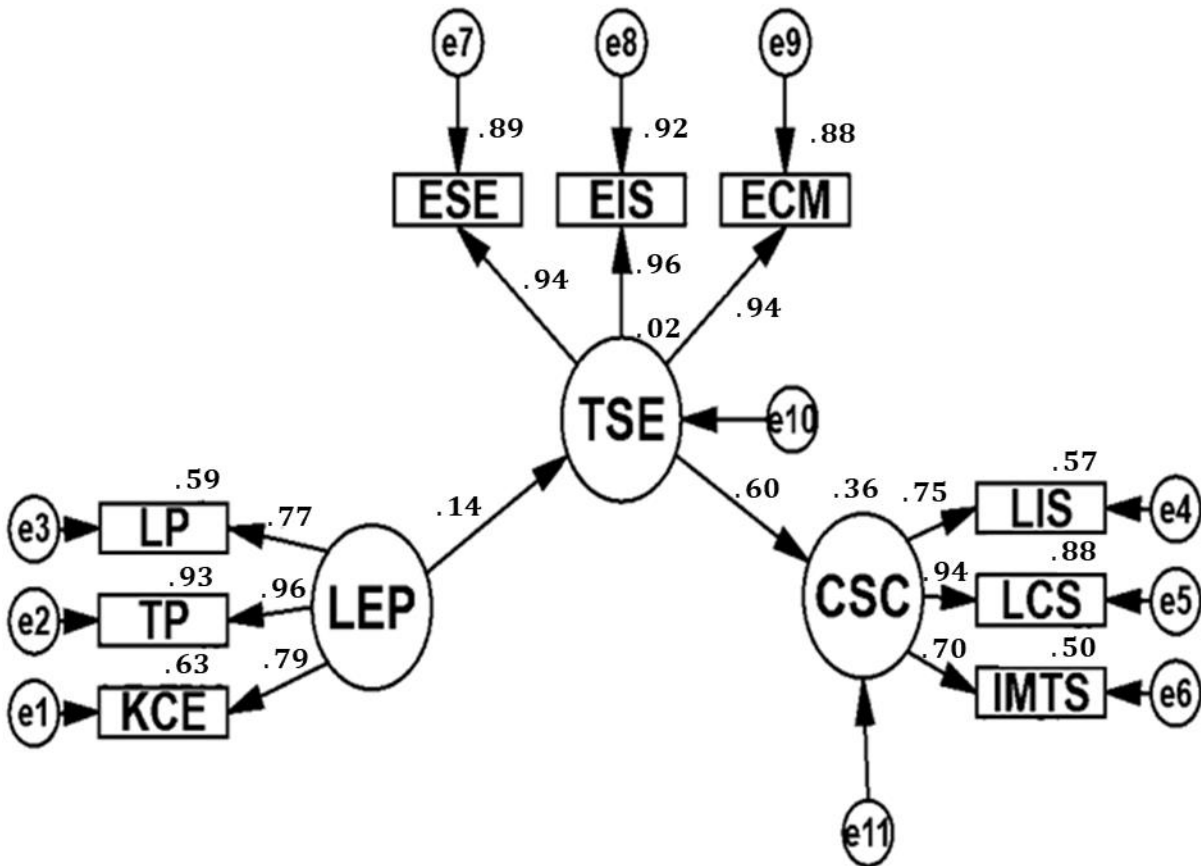 e7 e8 e9
.89 .92 .88
ESE EIS ECM
.94 .96 .94
.02
TSE e10
.14 .60
.59
e3 LP .77
.93
e2 TP .96
.63
e1 KCE .79
LEP
.36
CSC
.57
.75 LIS e4
.88
.94 LCS e5
.50
.70 IMTS e6
e11